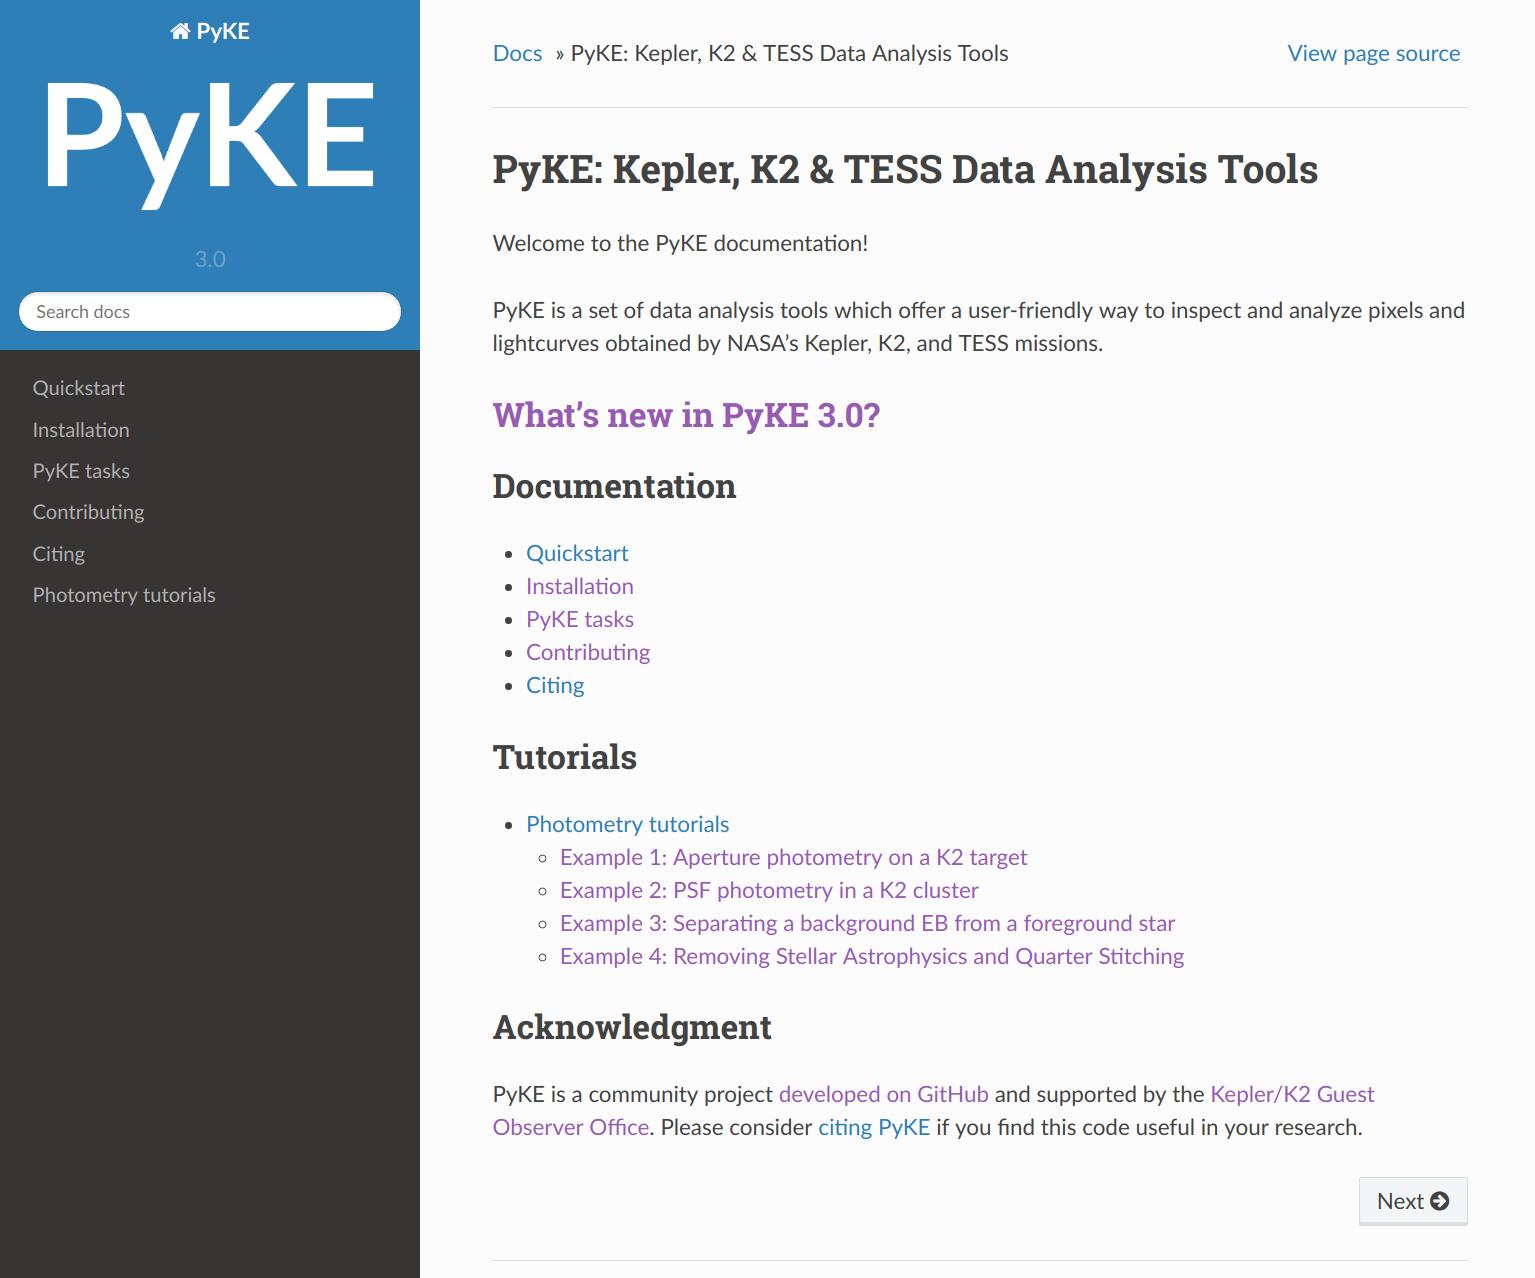 PyKE
PyKE
3.0
Search docs
Quickstart
Installation
PyKE tasks
Contributing
Citing
Photometry tutorials
Docs » PyKE: Kepler, K2 & TESS Data Analysis Tools
View page source
PyKE: Kepler, K2 & TESS Data Analysis Tools
Welcome to the PyKE documentation!
PyKE is a set of data analysis tools which offer a user-friendly way to inspect and analyze pixels and
lightcurves obtained by NASA’s Kepler, K2, and TESS missions.
What’s new in PyKE 3.0?
Documentation
Quickstart
Installation
PyKE tasks
Contributing
Citing
Tutorials
Photometry tutorials
Example 1: Aperture photometry on a K2 target
Example 2: PSF photometry in a K2 cluster
Example 3: Separating a background EB from a foreground star
Example 4: Removing Stellar Astrophysics and Quarter Stitching
Acknowledgment
PyKE is a community project developed on GitHub and supported by the Kepler/K2 Guest
Observer Office. Please consider citing PyKE if you find this code useful in your research.
Next